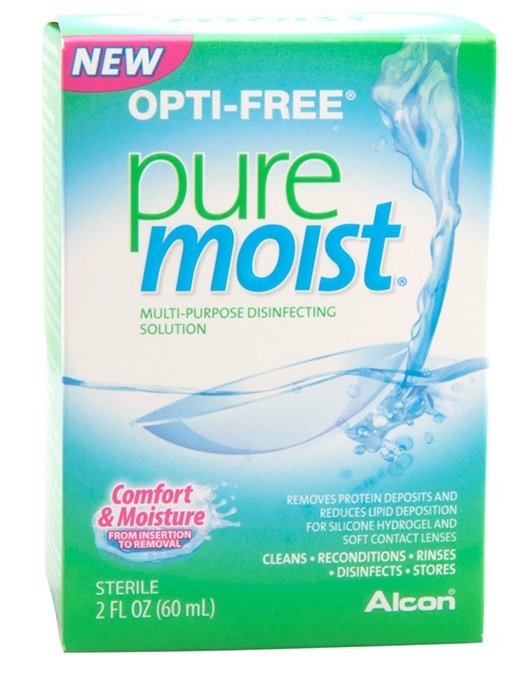 NEW
OPTI-FREE®
pure
moist®
MULTI-PURPOSE DISINFECTING
SOLUTION
Comfort
& Moisture
FROM INSERTION
TO REMOVAL
REMOVES PROTEIN DEPOSITS AND
REDUCES LIPID DEPOSITION
FOR SILICONE HYDROGEL AND
SOFT CONTACT LENSES
CLEANS • RECONDITIONS • RINSES
• DISINFECTS • STORES
STERILE
2 FL OZ (60 mL)
Alcon®